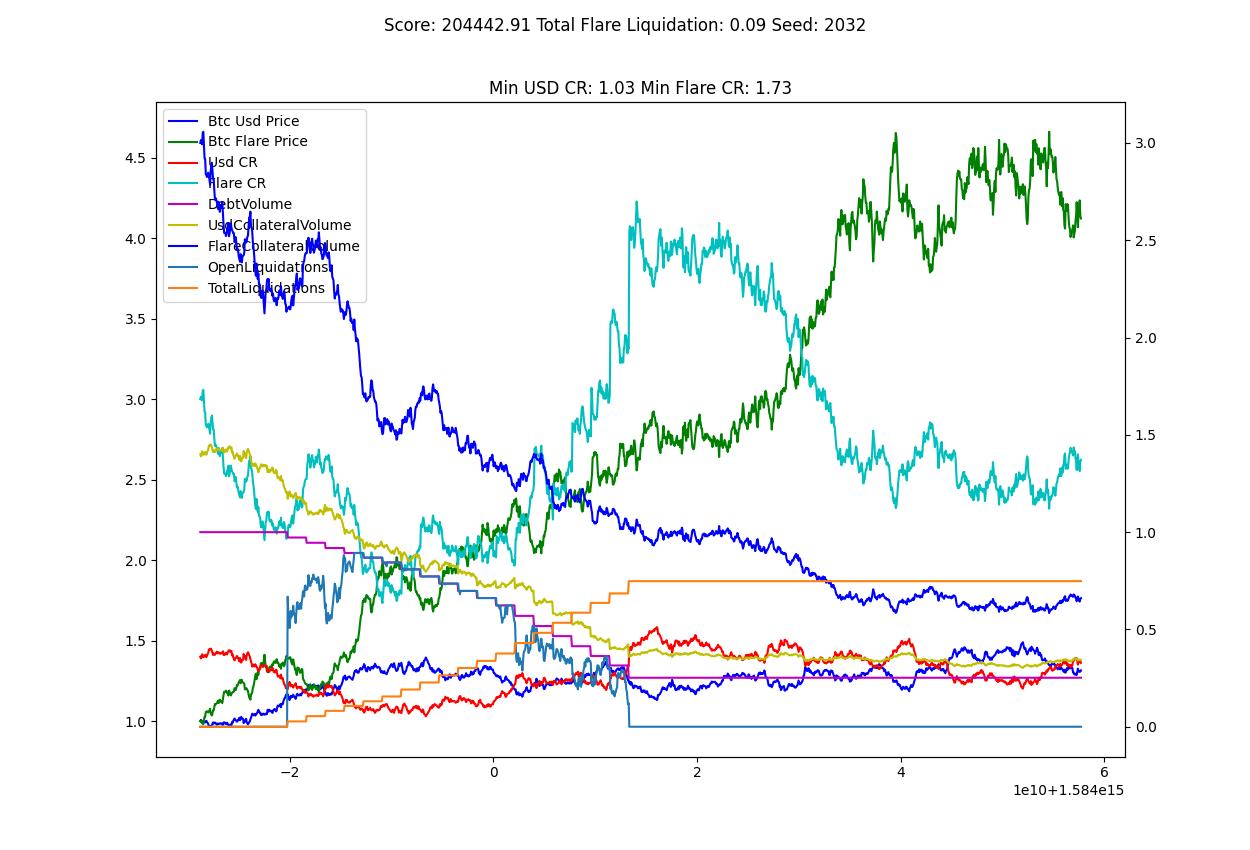 Score: 204442.91 Total Flare Liquidation: 0.09 Seed: 2032
Min USD CR: 1.03 Min Flare CR: 1.73
Btc Usd Price
Btc Flare Price
Usd CR
Flare CR
DebtVolume
UsdCollateralVolume
FlareCollateralVolume
OpenLiquidations
TotalLiquidations
4.5
4.0
3.5
3.0
2.5
2.0
1.5
1.0
3.0
2.5
2.0
1.5
1.0
0.5
0.0
−2
0
2
4
6
1e10+1.584e15